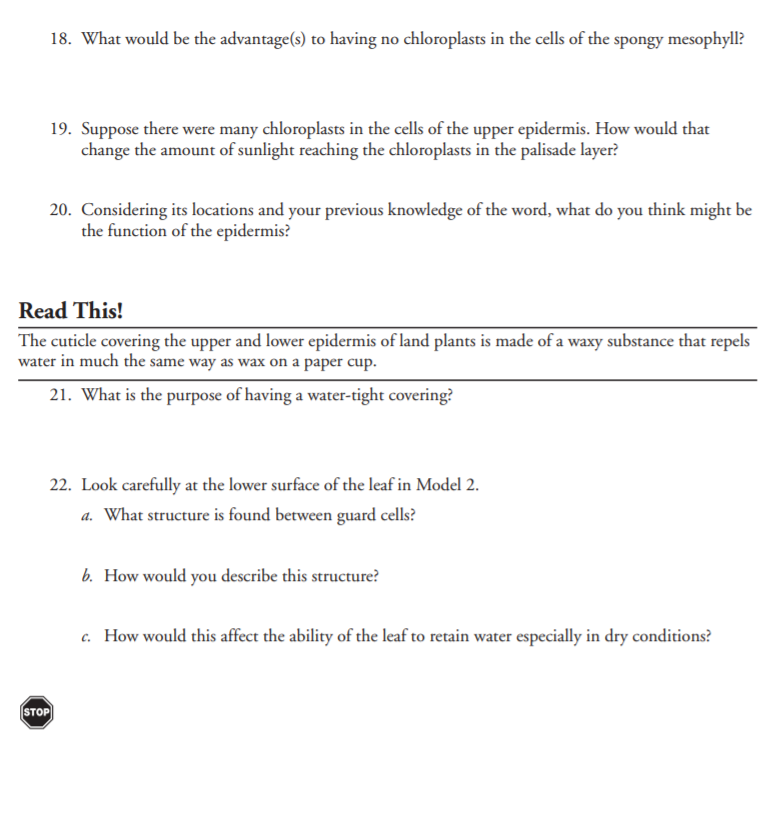 18. What would be the advantage(s) to having no chloroplasts in the cells of the spongy mesophyll?
19. Suppose there were many chloroplasts in the cells of the upper epidermis. How would that
change the amount of sunlight reaching the chloroplasts in the palisade layer?
20. Considering its locations and your previous knowledge of the word, what do you think might be
the function of the epidermis?
Read This!
The cuticle covering the upper and lower epidermis of land plants is made of a waxy substance that repels
water in much the same way as wax on a paper cup.
21. What is the purpose of having a water-tight covering?
22. Look carefully at the lower surface of the leaf in Model 2.
a. What structure is found between guard cells?
b. How would you describe this structure?
c. How would this affect the ability of the leaf to retain water especially in dry conditions?
STOP